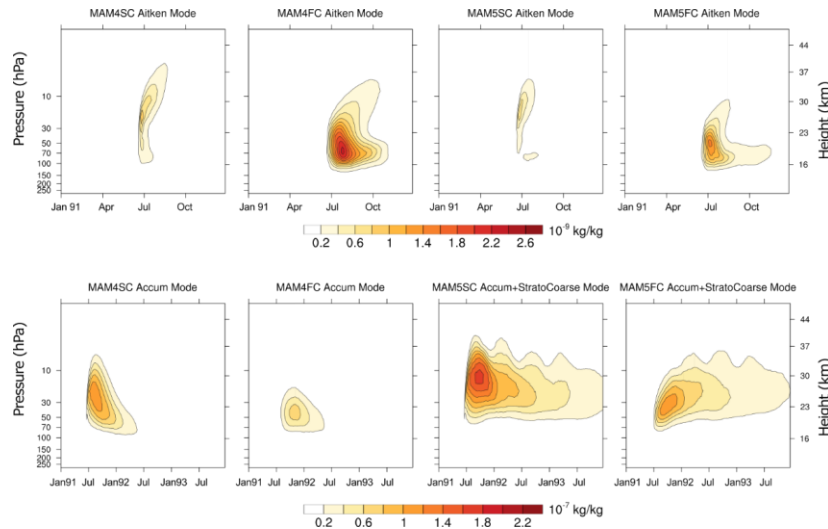 MAM4SC Aitken Mode MAM4FC Aitken Mode MAM5SC Aitken Mode MAM5FC Aitken Mode
Pressure (hPa)
10
30
50
70
100
150
200
250
44
37
30
23
16
Height (km)
Jan 91 Apr Jul Oct Jan 91 Apr Jul Oct Jan 91 Apr Jul Oct Jan 91 Apr Jul Oct
0.2 0.6 1 1.4 1.8 2.2 2.6 10-9 kg/kg
MAM4SC Accum Mode MAM4FC Accum Mode MAM5SC Accum+StratoCoarse Mode MAM5FC Accum+StratoCoarse Mode
Pressure (hPa)
10
30
50
70
100
150
200
250
44
37
30
23
16
Height (km)
Jan91 Jul Jan92 Jul Jan93 Jul Jan91 Jul Jan92 Jul Jan93 Jul Jan91 Jul Jan92 Jul Jan93 Jul Jan91 Jul Jan92 Jul Jan93 Jul
0.2 0.6 1 1.4 1.8 2.2 10-7 kg/kg